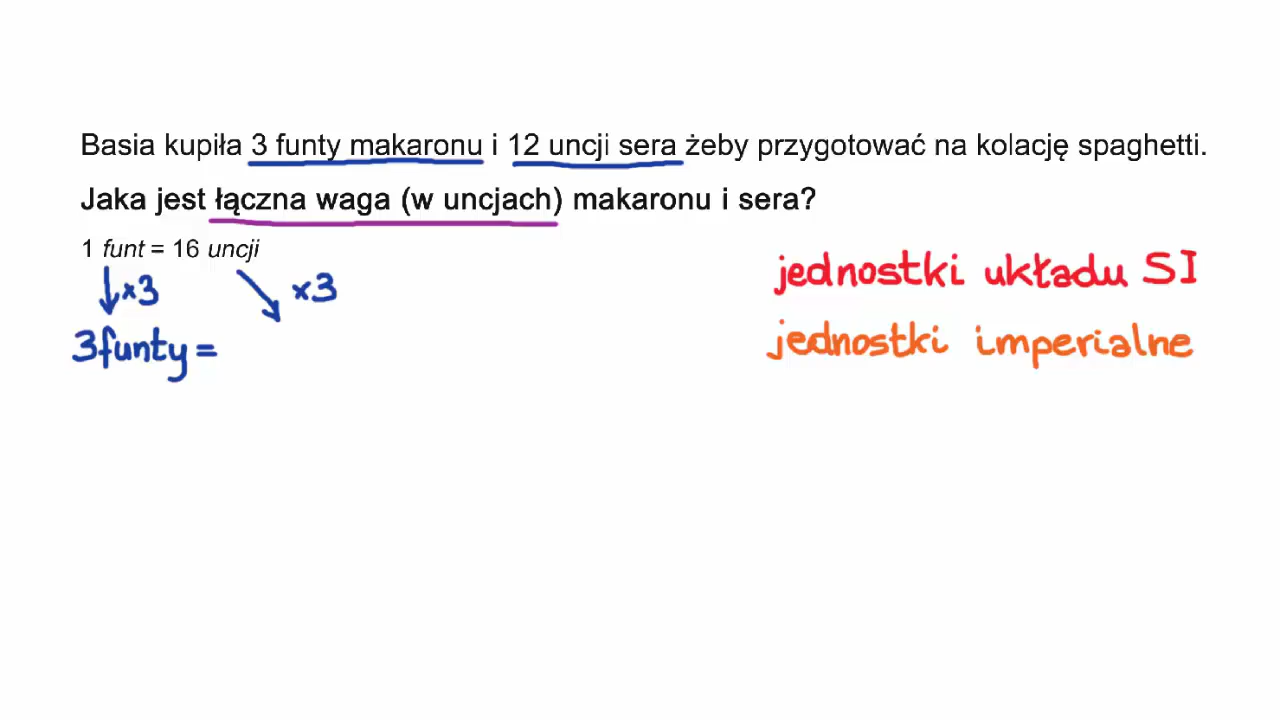 Basia kupiła 3 funty makaronu i 12 uncji sera żeby przygotować na kolację spaghetti.
Jaka jest łączna waga (w uncjach) makaronu i sera?
1 funt = 16 uncji
×3 ×3
3funty =
jednostki układu SI
jednostki imperialne